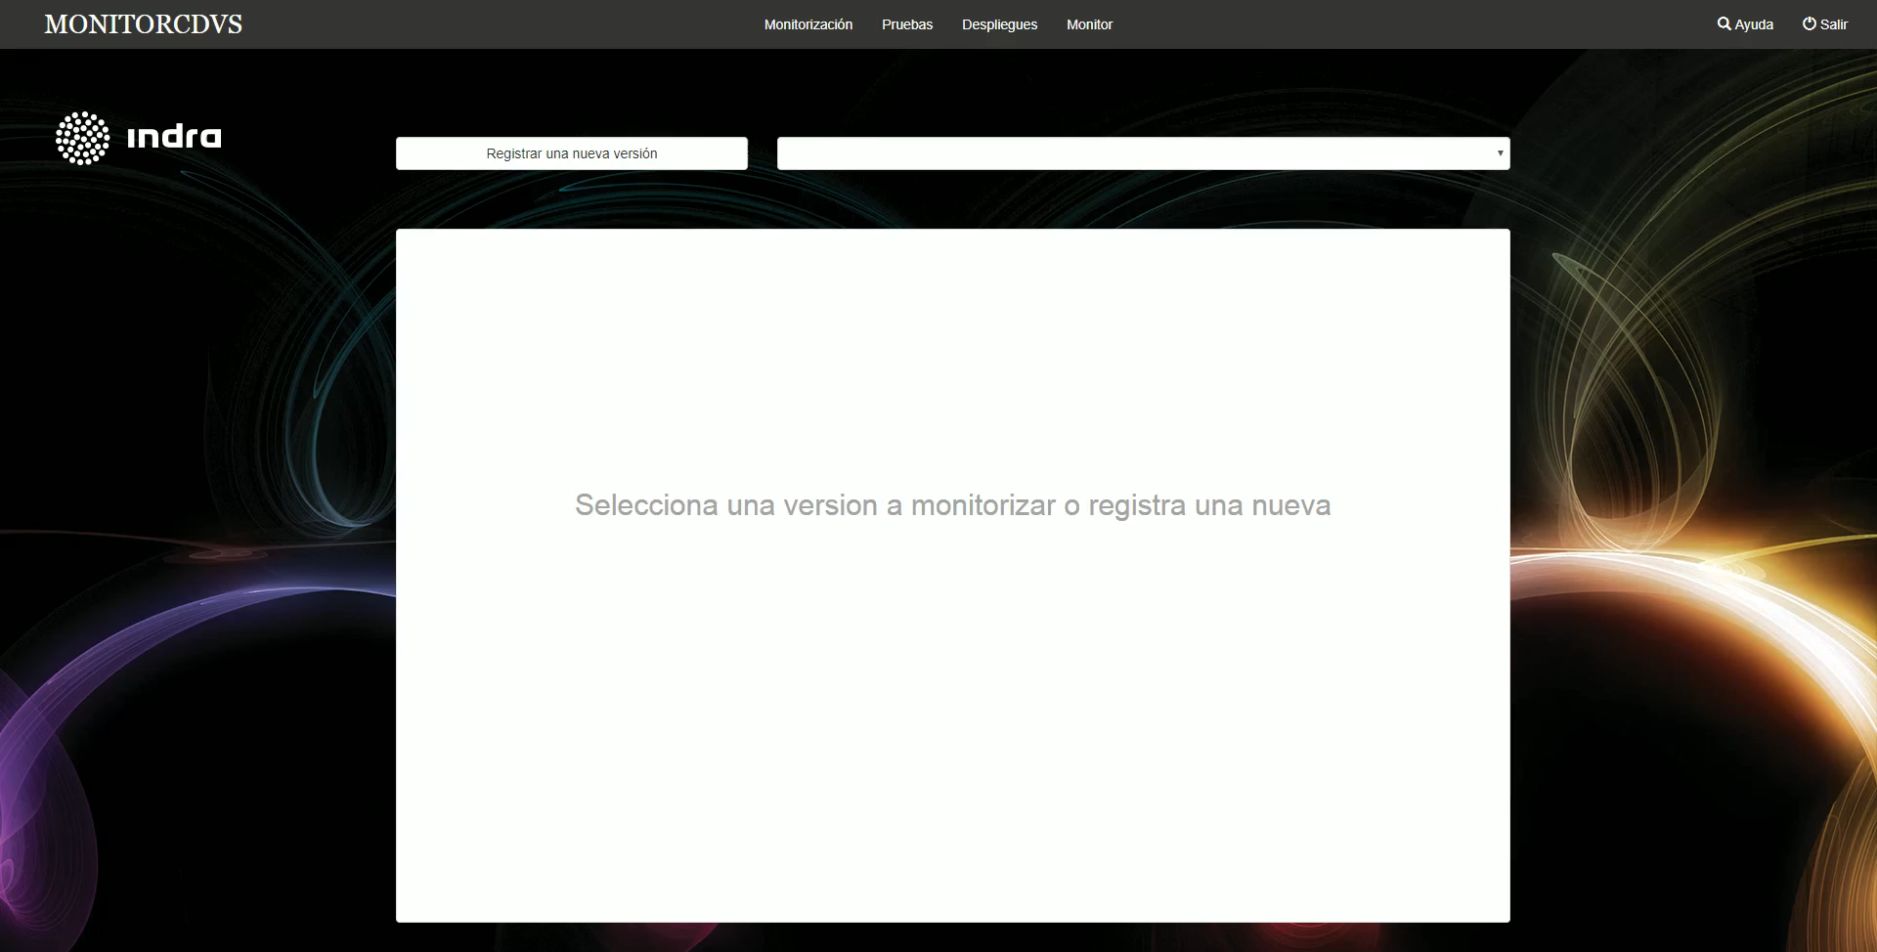 MONITORCDVS
Monitorización Pruebas Despliegues Monitor
Ayuda Salir
indra
Registrar una nueva versión
Selecciona una version a monitorizar o registra una nueva